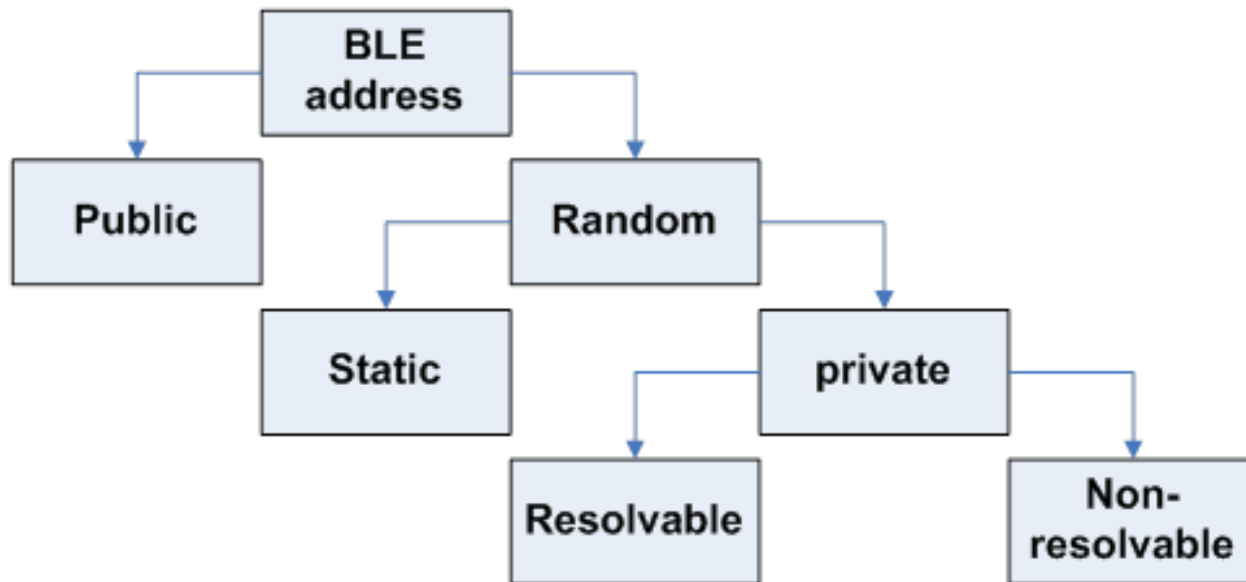 BLE
address
Public
Random
Static
private
Resolvable
Non-
resolvable